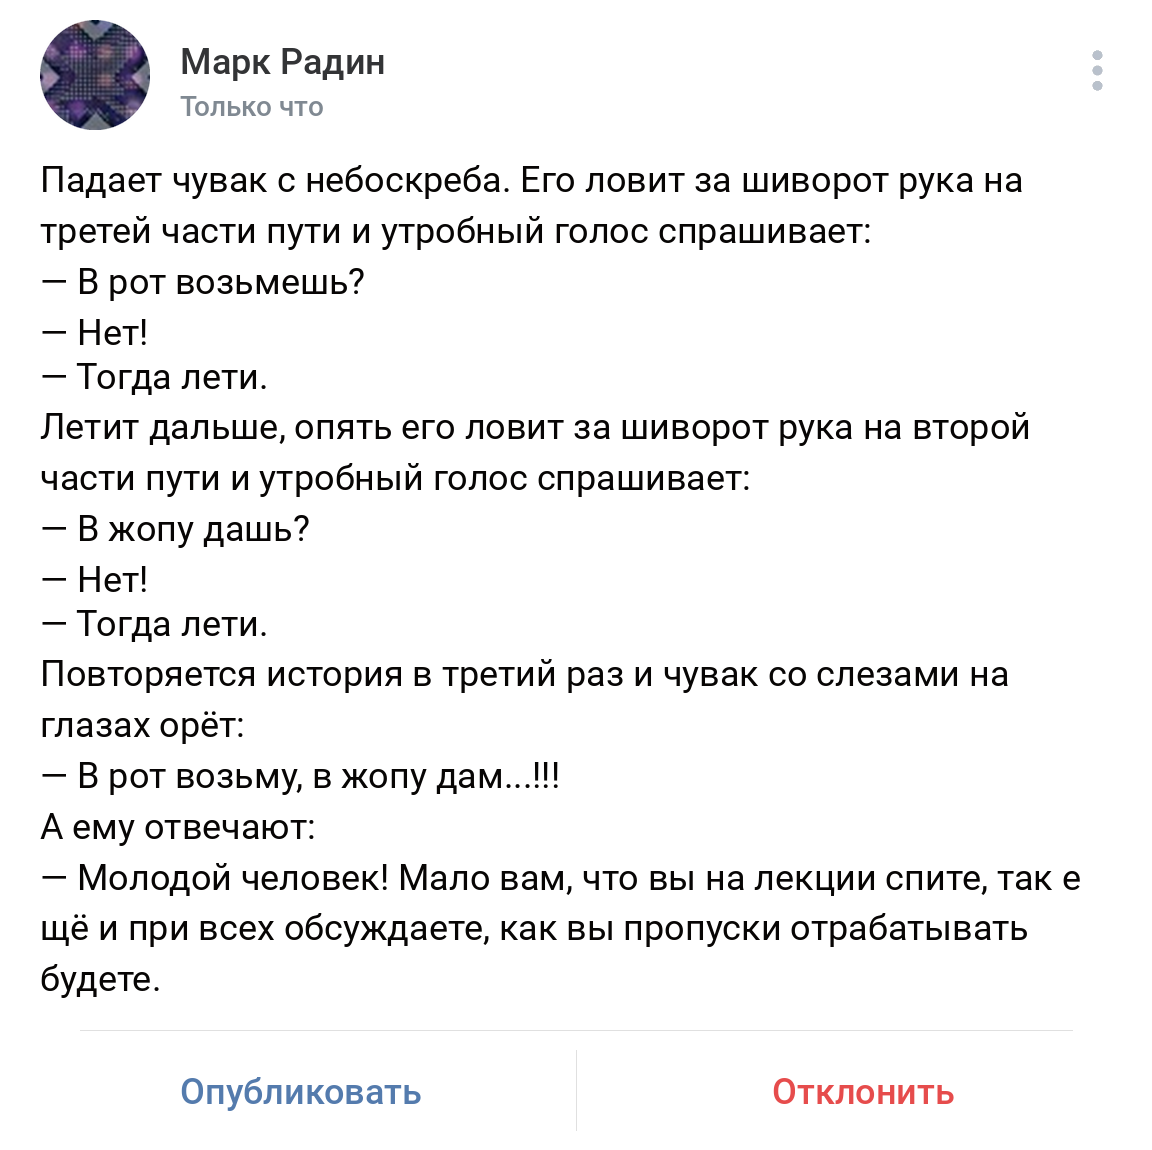 Марк Радин
Только что
Падает чувак с небоскреба. Его ловит за шиворот рука на
третей части пути и утробный голос спрашивает:
— В рот возьмешь?
— Нет!
— Тогда лети.
Летит дальше, опять его ловит за шиворот рука на второй
части пути и утробный голос спрашивает:
— В жопу дашь?
— Нет!
— Тогда лети.
Повторяется история в третий раз и чувак со слезами на
глазах орёт:
— В рот возьму, в жопу дам...!!!
А ему отвечают:
— Молодой человек! Мало вам, что вы на лекции спите, так е
щё и при всех обсуждаете, как вы пропуски отрабатывать
будете.
Опубликовать
Отклонить